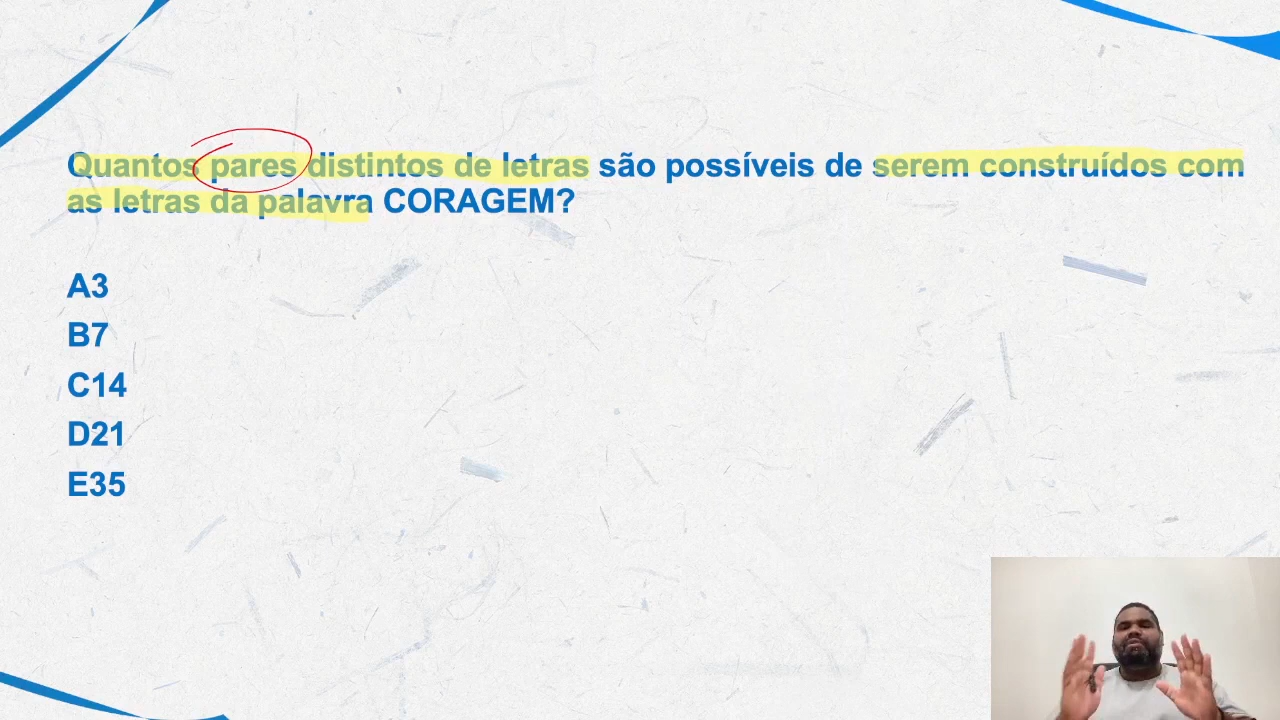 Quantos pares distintos de letras são possíveis de serem construídos com
as letras da palavra CORAGEM?
A3
B7
C14
D21
E35